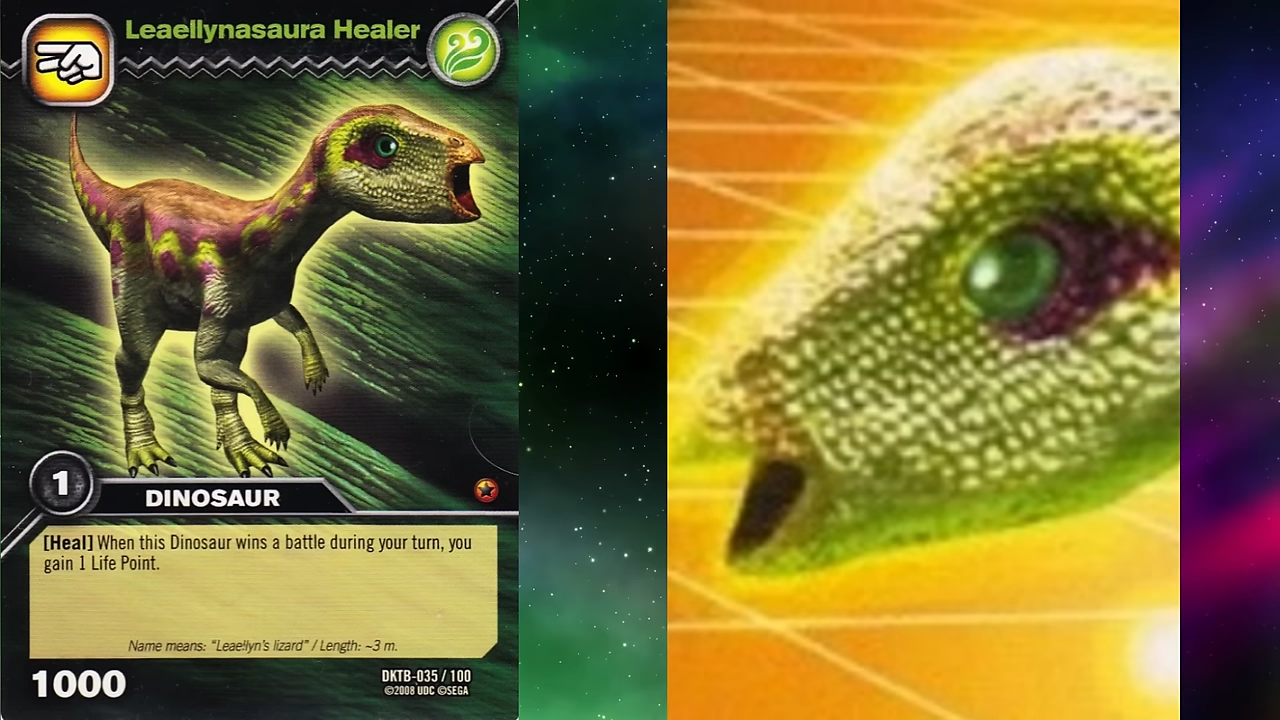 Leaellynasaura Healer
1
DINOSAUR
[Heal] When this Dinosaur wins a battle during your turn, you
gain 1 Life Point.
Name means: “Leaellyn's lizard” / Length: ~3 m.
1000
DKTB-035 / 100
©2008 UDC ©SEGA